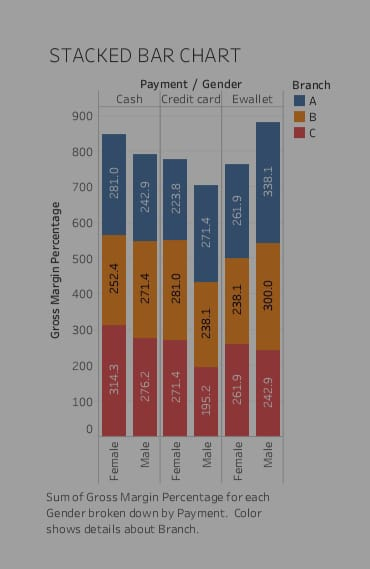 STACKED BAR CHART
Payment / Gender
Branch
Cash Credit card Ewallet
A
B
C
900
800
700
600
500
400
300
200
100
0
Gross Margin Percentage
281.0 242.9 223.8 271.4 261.9 338.1
252.4 271.4 281.0 238.1 238.1 300.0
314.3 276.2 271.4 195.2 261.9 242.9
Female Male Female Male Female Male
Sum of Gross Margin Percentage for each
Gender broken down by Payment. Color
shows details about Branch.